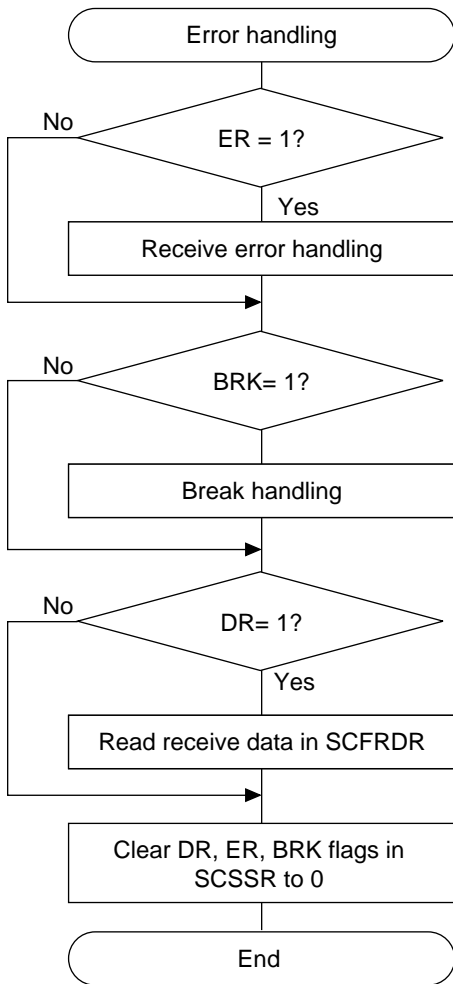 Error handling
No
ER = 1?
Yes
Receive error handling
No
BRK= 1?
Break handling
No
DR= 1?
Yes
Read receive data in SCFRDR
Clear DR, ER, BRK flags in
SCSSR to 0
End